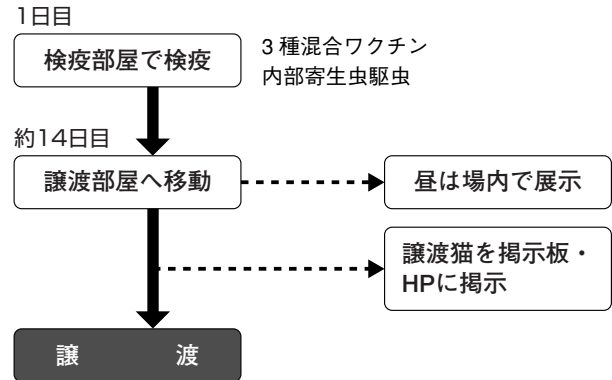 1日目
検疫部屋で検疫
3種混合ワクチン
内部寄生虫駆虫
約14日目
譲渡部屋へ移動
昼は場内で展示
譲渡猫を掲示板・
HPに掲示
譲　　　渡